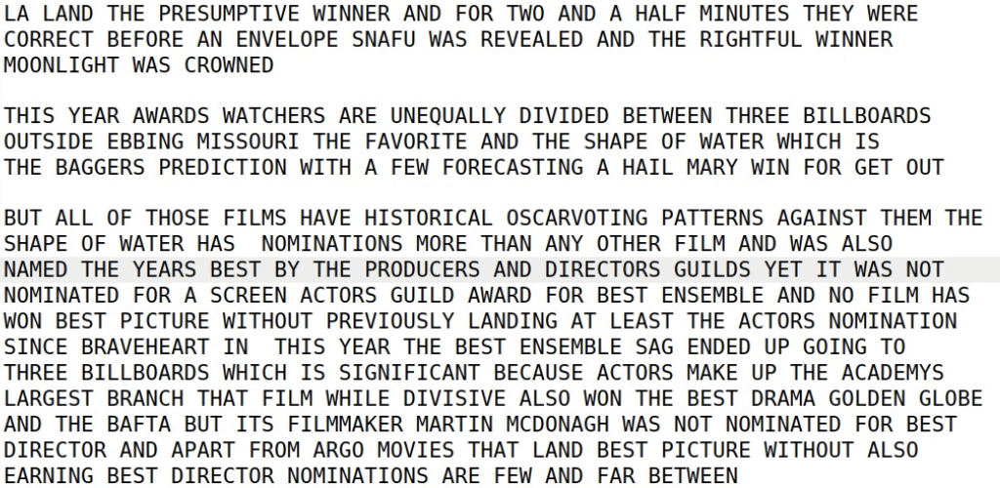 LA LAND THE PRESUMPTIVE WINNER AND FOR TWO AND A HALF MINUTES THEY WERE
CORRECT BEFORE AN ENVELOPE SNAFU WAS REVEALED AND THE RIGHTFUL WINNER
MOONLIGHT WAS CROWNED

THIS YEAR AWARDS WATCHERS ARE UNEQUALLY DIVIDED BETWEEN THREE BILLBOARDS
OUTSIDE EBBING MISSOURI THE FAVORITE AND THE SHAPE OF WATER WHICH IS
THE BAGGERS PREDICTION WITH A FEW FORECASTING A HAIL MARY WIN FOR GET OUT

BUT ALL OF THOSE FILMS HAVE HISTORICAL OSCARVOTING PATTERNS AGAINST THEM THE
SHAPE OF WATER HAS  NOMINATIONS MORE THAN ANY OTHER FILM AND WAS ALSO
NAMED THE YEARS BEST BY THE PRODUCERS AND DIRECTORS GUILDS YET IT WAS NOT
NOMINATED FOR A SCREEN ACTORS GUILD AWARD FOR BEST ENSEMBLE AND NO FILM HAS
WON BEST PICTURE WITHOUT PREVIOUSLY LANDING AT LEAST THE ACTORS NOMINATION
SINCE BRAVEHEART IN  THIS YEAR THE BEST ENSEMBLE SAG ENDED UP GOING TO
THREE BILLBOARDS WHICH IS SIGNIFICANT BECAUSE ACTORS MAKE UP THE ACADEMYS
LARGEST BRANCH THAT FILM WHILE DIVISIVE ALSO WON THE BEST DRAMA GOLDEN GLOBE
AND THE BAFTA BUT ITS FILMMAKER MARTIN MCDONAGH WAS NOT NOMINATED FOR BEST
DIRECTOR AND APART FROM ARGO MOVIES THAT LAND BEST PICTURE WITHOUT ALSO
EARNING BEST DIRECTOR NOMINATIONS ARE FEW AND FAR BETWEEN